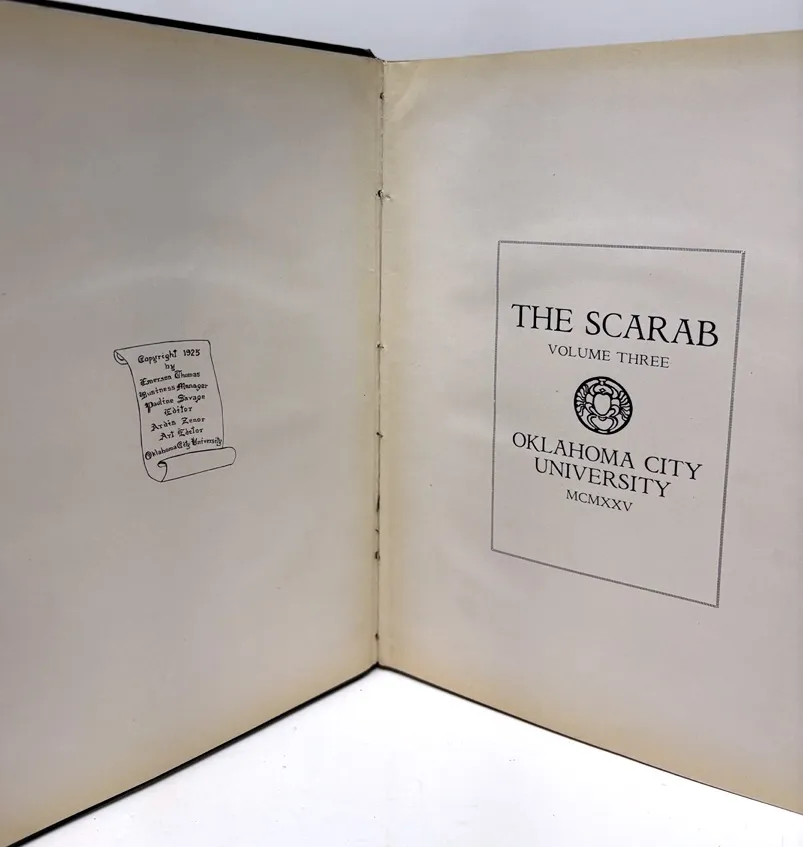 Copyright 1925
by
Emerson Thomas
Business Manager
Pauline Savage
Editor
Ardis Zenor
Art Editor
Oklahoma City University
THE SCARAB
VOLUME THREE
OKLAHOMA CITY
UNIVERSITY
MCMXXV